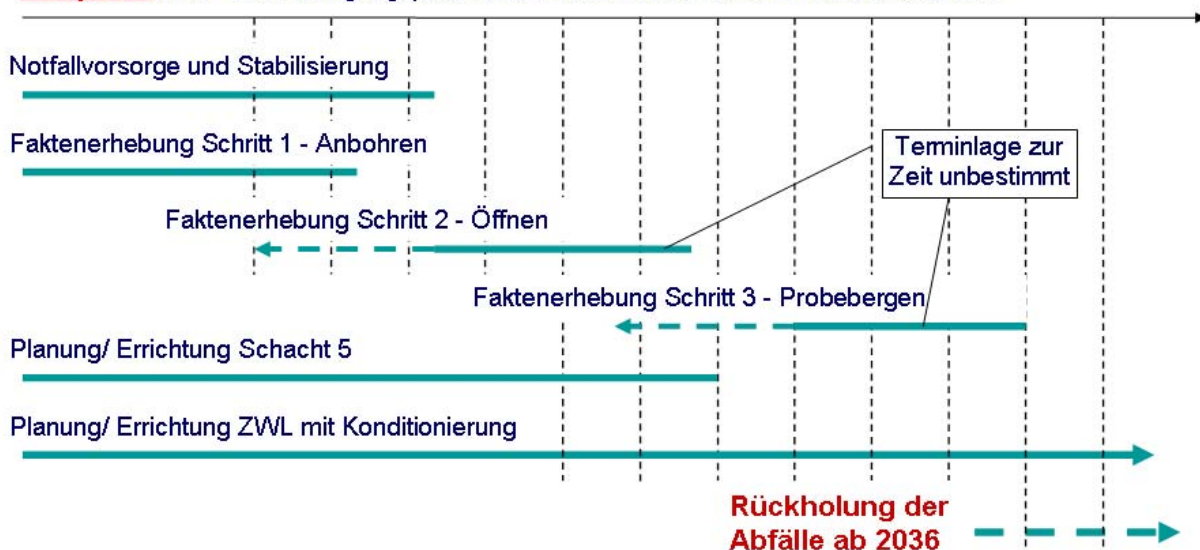 Notfallvorsorge und Stabilisierung
Faktenerhebung Schritt 1 - Anbohren
Terminlage zur
Zeit unbestimmt
Faktenerhebung Schritt 2 - Öffnen
Faktenerhebung Schritt 3 - Probebergen
Planung/ Errichtung Schacht 5
Planung/ Errichtung ZWL mit Konditionierung
Rückholung der
Abfälle ab 2036